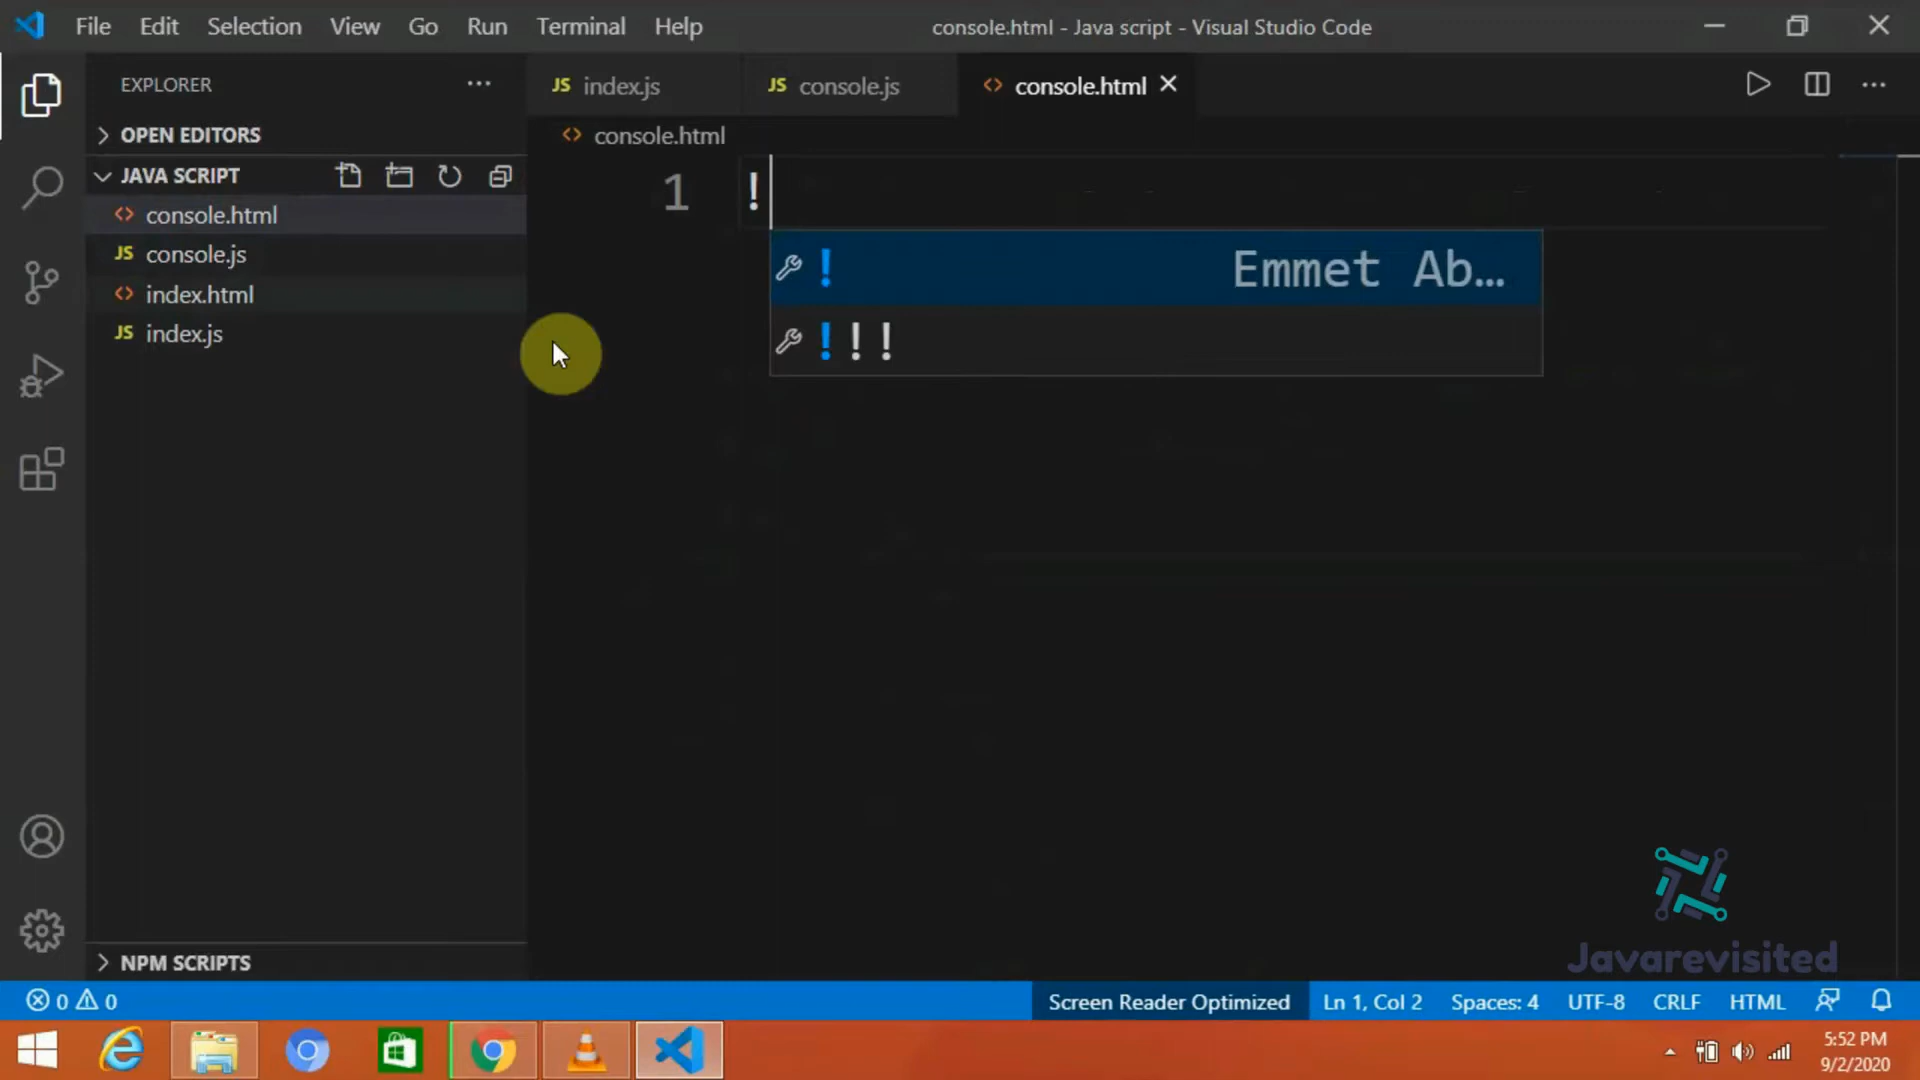 File Edit Selection View Go Run Terminal Help console.html - Java script - Visual Studio Code
EXPLORER
JS index.js JS console.js <> console.html
OPEN EDITORS
<> console.html
JAVA SCRIPT
1 !
<> console.html
JS console.js
<> index.html
JS index.js
! Emmet Ab…
!!!
NPM SCRIPTS
Javarevisited
0 0 Screen Reader Optimized Ln 1, Col 2 Spaces: 4 UTF-8 CRLF HTML
5:52 PM
9/2/2020